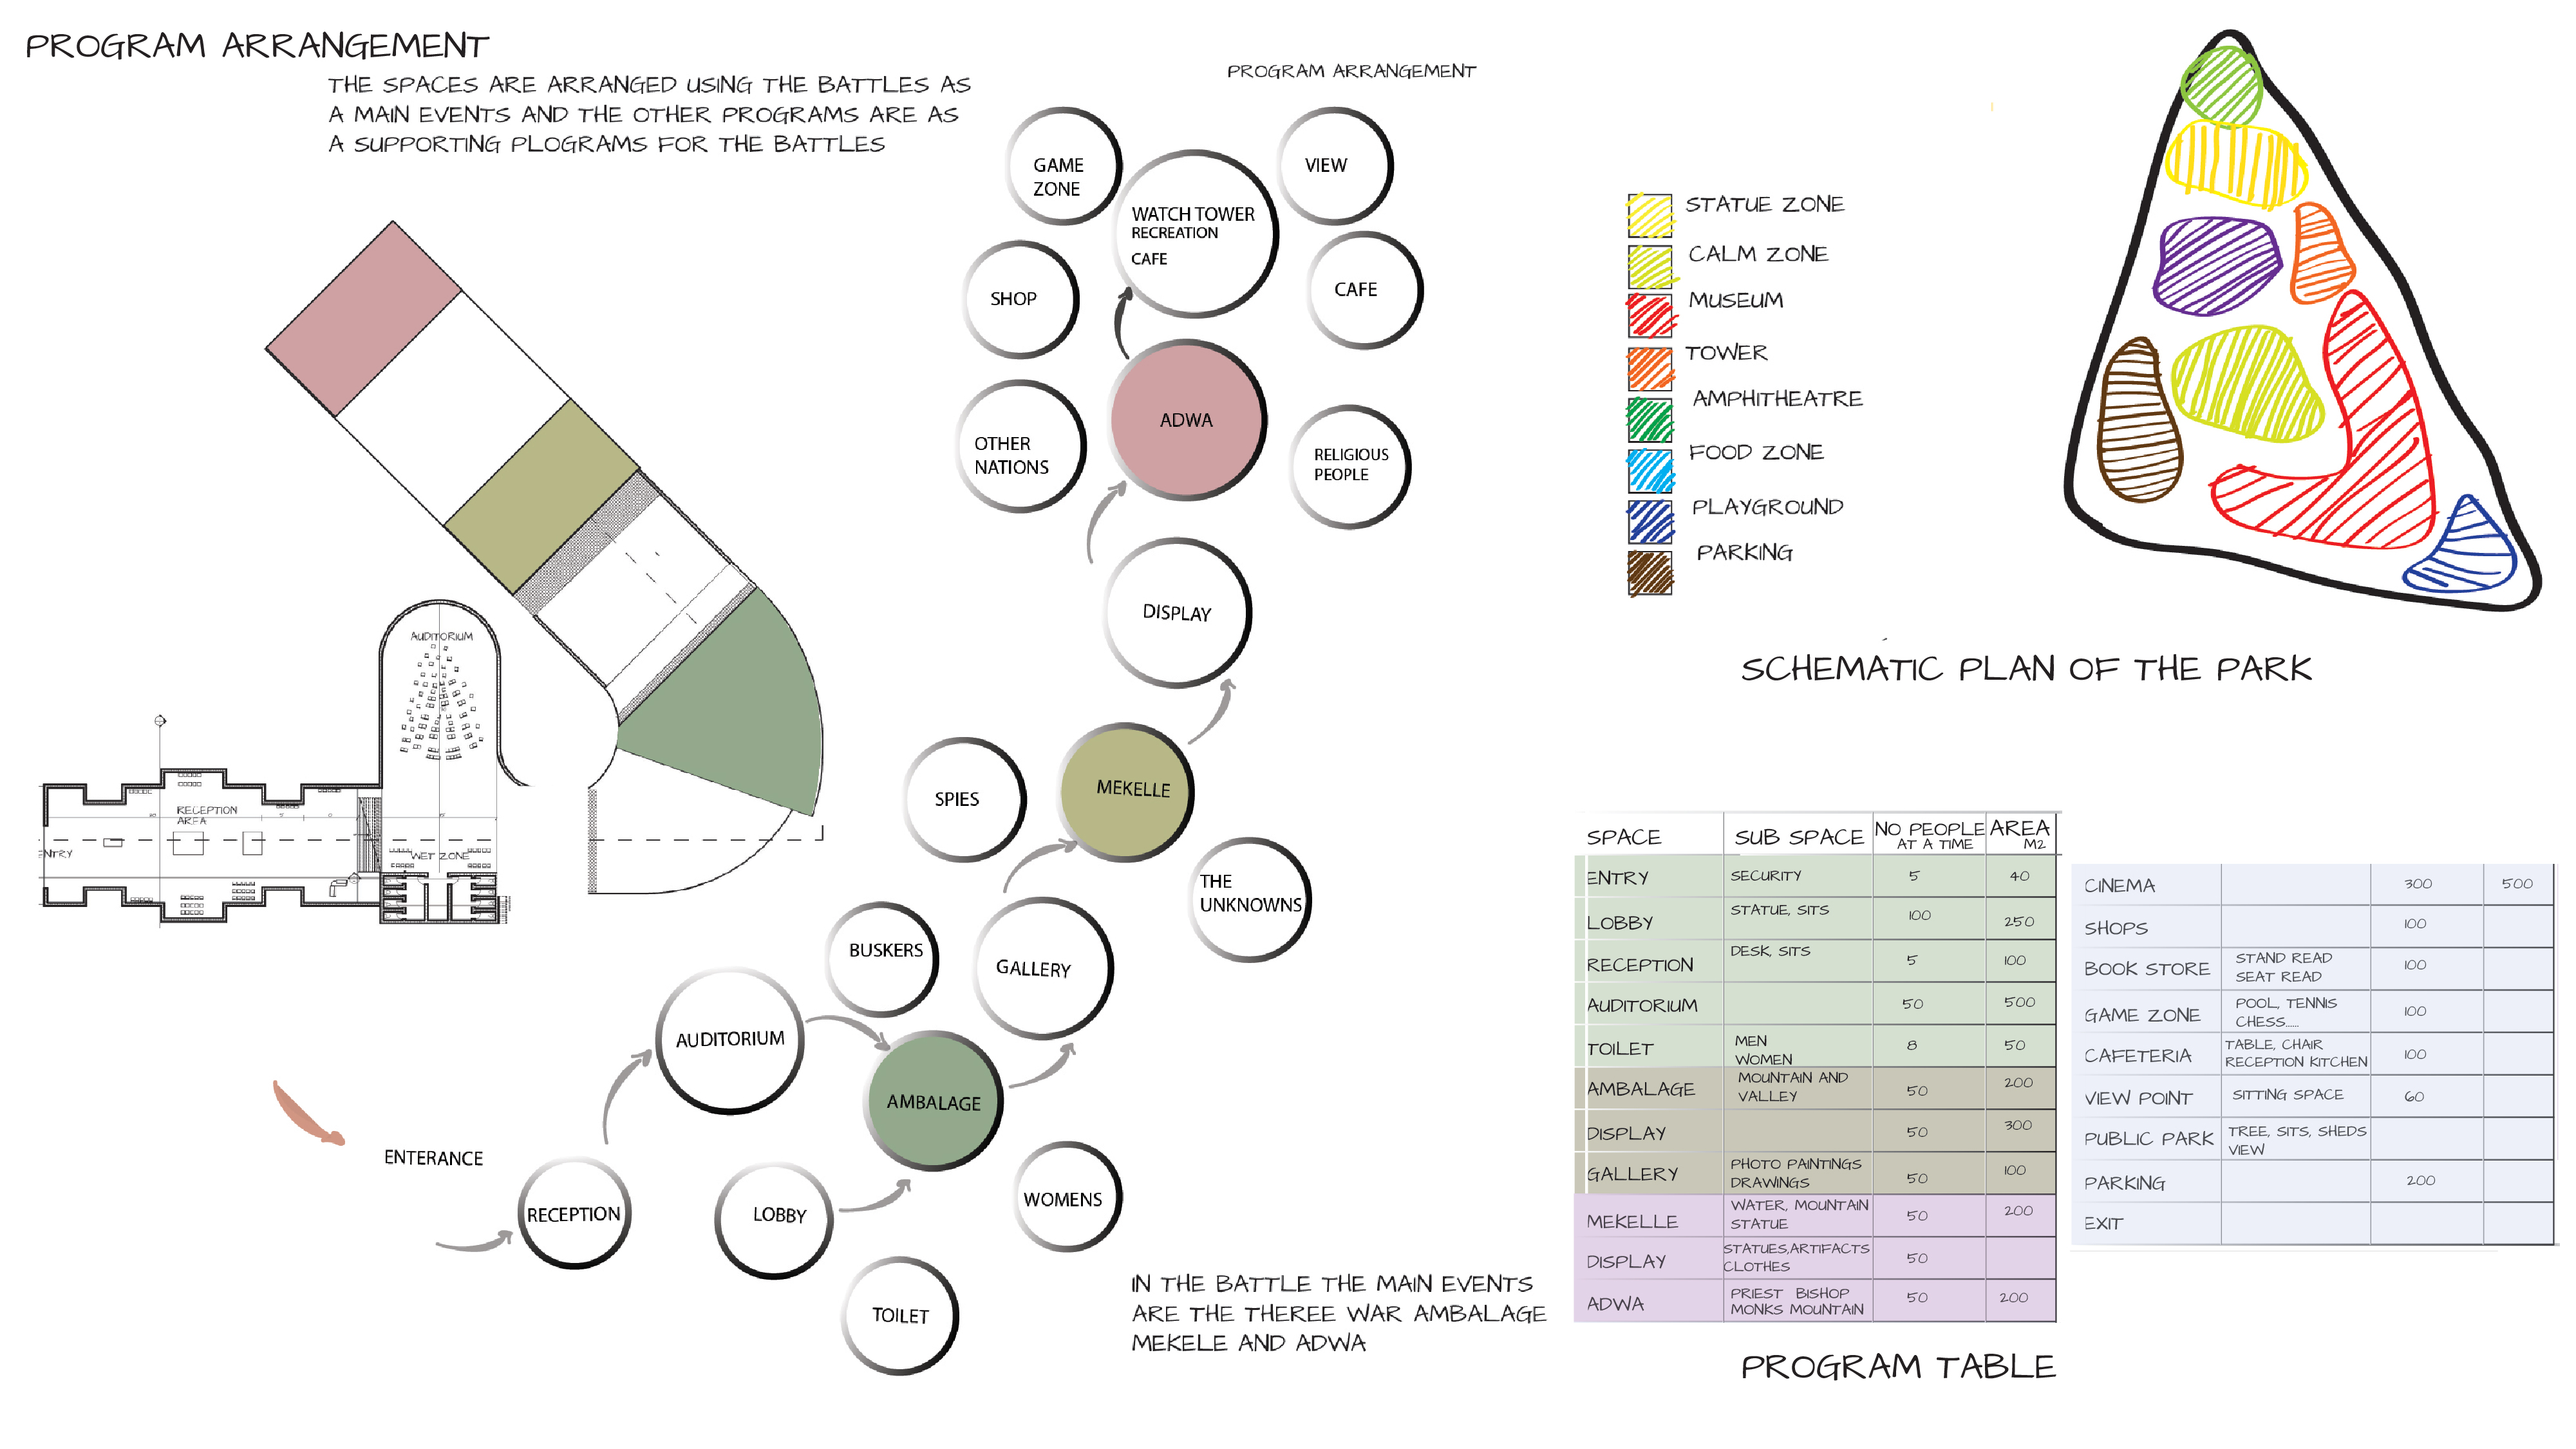 PROGRAM ARRANGEMENT
THE SPACES ARE ARRANGED USING THE BATTLES AS
A MAIN EVENTS AND THE OTHER PROGRAMS ARE AS
A SUPPORTING PLOGRAMS FOR THE BATTLES
AUDITORIUM
RECEPTION
AREA
NTRY
WET ZONE
PROGRAM ARRANGEMENT
GAME
ZONE
VIEW
WATCH TOWER
RECREATION
CAFE
SHOP
CAFE
ADWA
OTHER
NATIONS
RELIGIOUS
PEOPLE
DISPLAY
MEKELLE
SPIES
THE
UNKNOWNS
BUSKERS
GALLERY
AUDITORIUM
AMBALAGE
ENTERANCE
RECEPTION
LOBBY
WOMENS
TOILET
IN THE BATTLE THE MAIN EVENTS
ARE THE THEREE WAR AMBALAGE
MEKELE AND ADWA
STATUE ZONE
CALM ZONE
MUSEUM
TOWER
AMPHITHEATRE
FOOD ZONE
PLAYGROUND
PARKING
SCHEMATIC PLAN OF THE PARK
SPACE SUB SPACE NO PEOPLE AT A TIME AREA M2
ENTRY SECURITY 5 40
LOBBY STATUE, SITS 100 250
RECEPTION DESK, SITS 5 100
AUDITORIUM 50 500
TOILET MEN WOMEN 8 50
AMBALAGE MOUNTAIN AND VALLEY 50 200
DISPLAY 50 300
GALLERY PHOTO PAINTINGS DRAWINGS 50 100
MEKELLE WATER, MOUNTAIN STATUE 50 200
DISPLAY STATUES,ARTIFACTS CLOTHES 50
ADWA PRIEST BISHOP MONKS MOUNTAIN 50 200
CINEMA 300 500
SHOPS 100
BOOK STORE STAND READ SEAT READ 100
GAME ZONE POOL, TENNIS CHESS..... 100
CAFETERIA TABLE, CHAIR RECEPTION KITCHEN 100
VIEW POINT SITTING SPACE 60
PUBLIC PARK TREE, SITS, SHEDS VIEW
PARKING 200
EXIT
PROGRAM TABLE